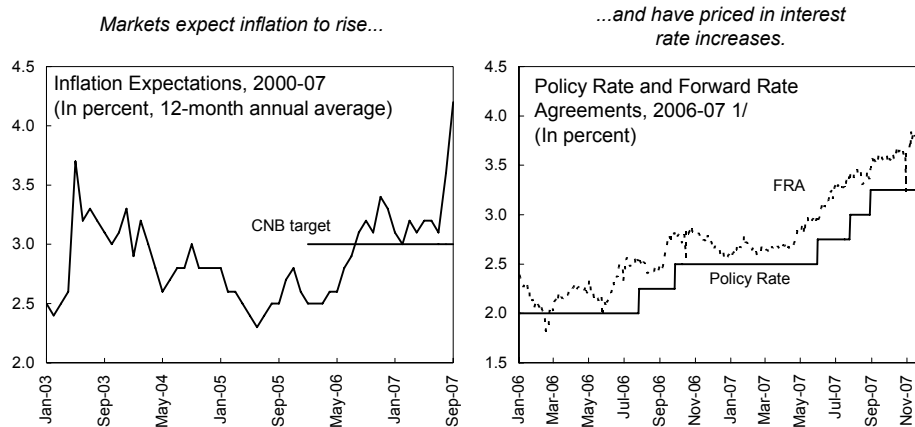 Markets expect inflation to rise...
Inflation Expectations, 2000-07
(In percent, 12-month annual average)
4.5
4.0
3.5
3.0
2.5
2.0
CNB target
Jan-03
Sep-03
May-04
Jan-05
Sep-05
May-06
Jan-07
Sep-07
...and have priced in interest
rate increases.
Policy Rate and Forward Rate
Agreements, 2006-07 1/
(In percent)
4.5
4.0
3.5
3.0
2.5
2.0
1.5
FRA
Policy Rate
Jan-06
Mar-06
May-06
Jul-06
Sep-06
Nov-06
Jan-07
Mar-07
May-07
Jul-07
Sep-07
Nov-07